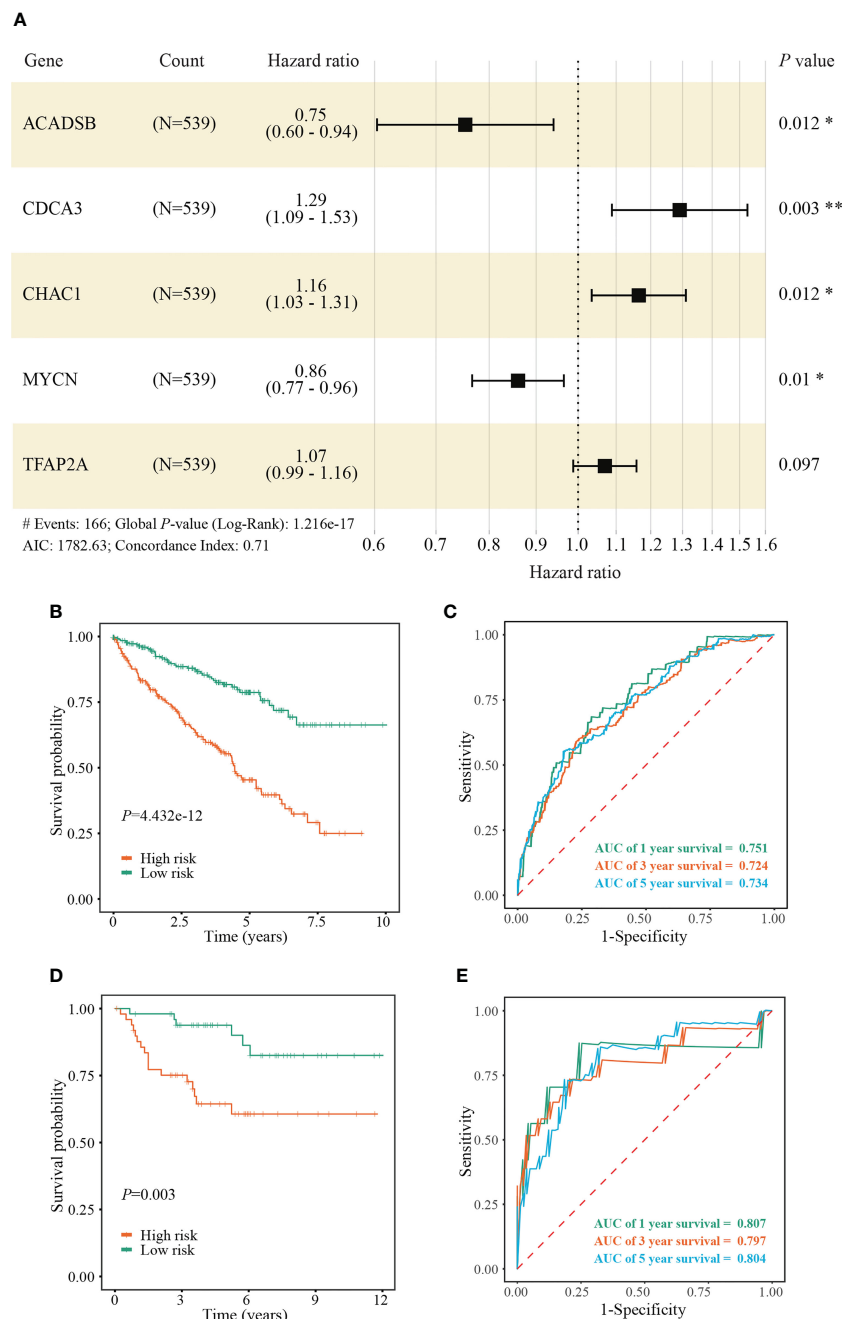 A
Gene Count Hazard ratio P value
ACADSB (N=539) 0.75 (0.60 - 0.94) 0.012 *
CDCA3 (N=539) 1.29 (1.09 - 1.53) 0.003 **
CHAC1 (N=539) 1.16 (1.03 - 1.31) 0.012 *
MYCN (N=539) 0.86 (0.77 - 0.96) 0.01 *
TFAP2A (N=539) 1.07 (0.99 - 1.16) 0.097
# Events: 166; Global P-value (Log-Rank): 1.216e-17
AIC: 1782.63; Concordance Index: 0.71
0.6 0.7 0.8 0.9 1.0 1.1 1.2 1.3 1.4 1.5 1.6
Hazard ratio
B
Survival probability
1.00
0.75
0.50
0.25
0.00
P=4.432e-12
High risk
Low risk
0 2.5 5 7.5 10
Time (years)
C
Sensitivity
1.00
0.75
0.50
0.25
0.00
AUC of 1 year survival = 0.751
AUC of 3 year survival = 0.724
AUC of 5 year survival = 0.734
0.00 0.25 0.50 0.75 1.00
1-Specificity
D
Survival probability
1.00
0.75
0.50
0.25
0.00
P=0.003
High risk
Low risk
0 3 6 9 12
Time (years)
E
Sensitivity
1.00
0.75
0.50
0.25
0.00
AUC of 1 year survival = 0.807
AUC of 3 year survival = 0.797
AUC of 5 year survival = 0.804
0.00 0.25 0.50 0.75 1.00
1-Specificity